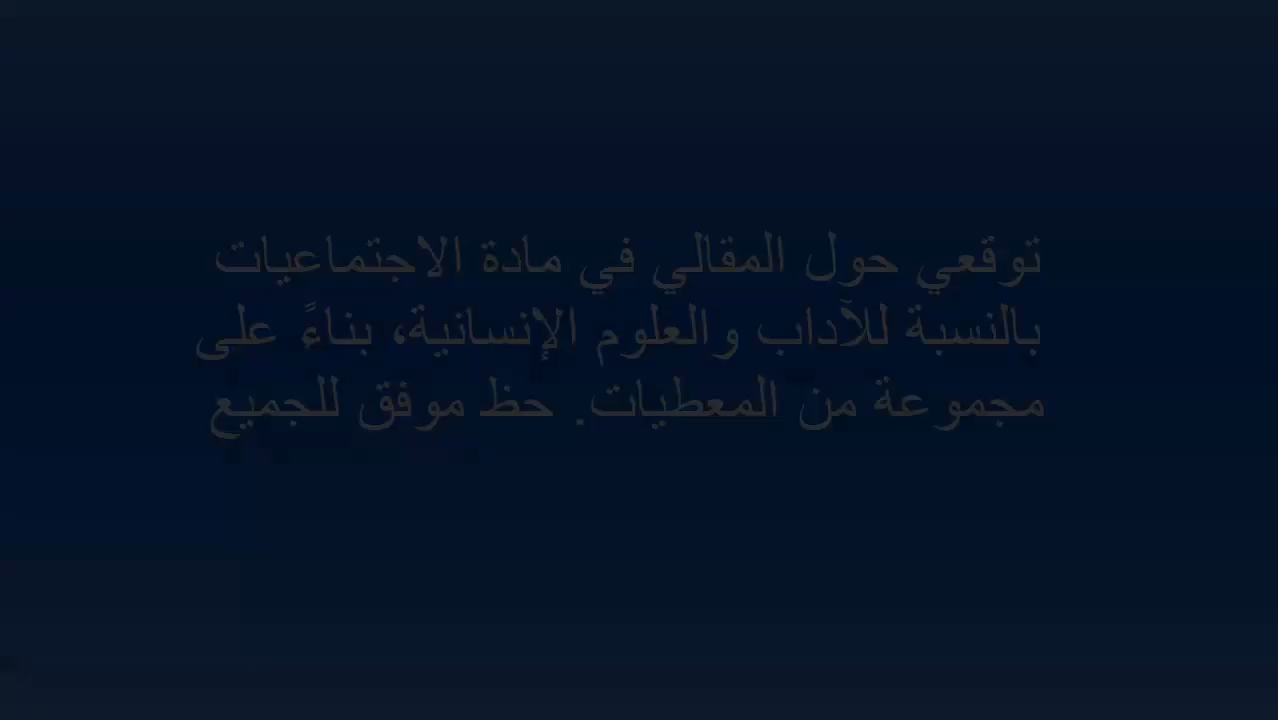 توقعي حول المقالي في مادة الاجتماعيات
بالنسبة للآداب والعلوم الإنسانية، بناءً على
مجموعة من المعطيات. حظ موفق للجميع